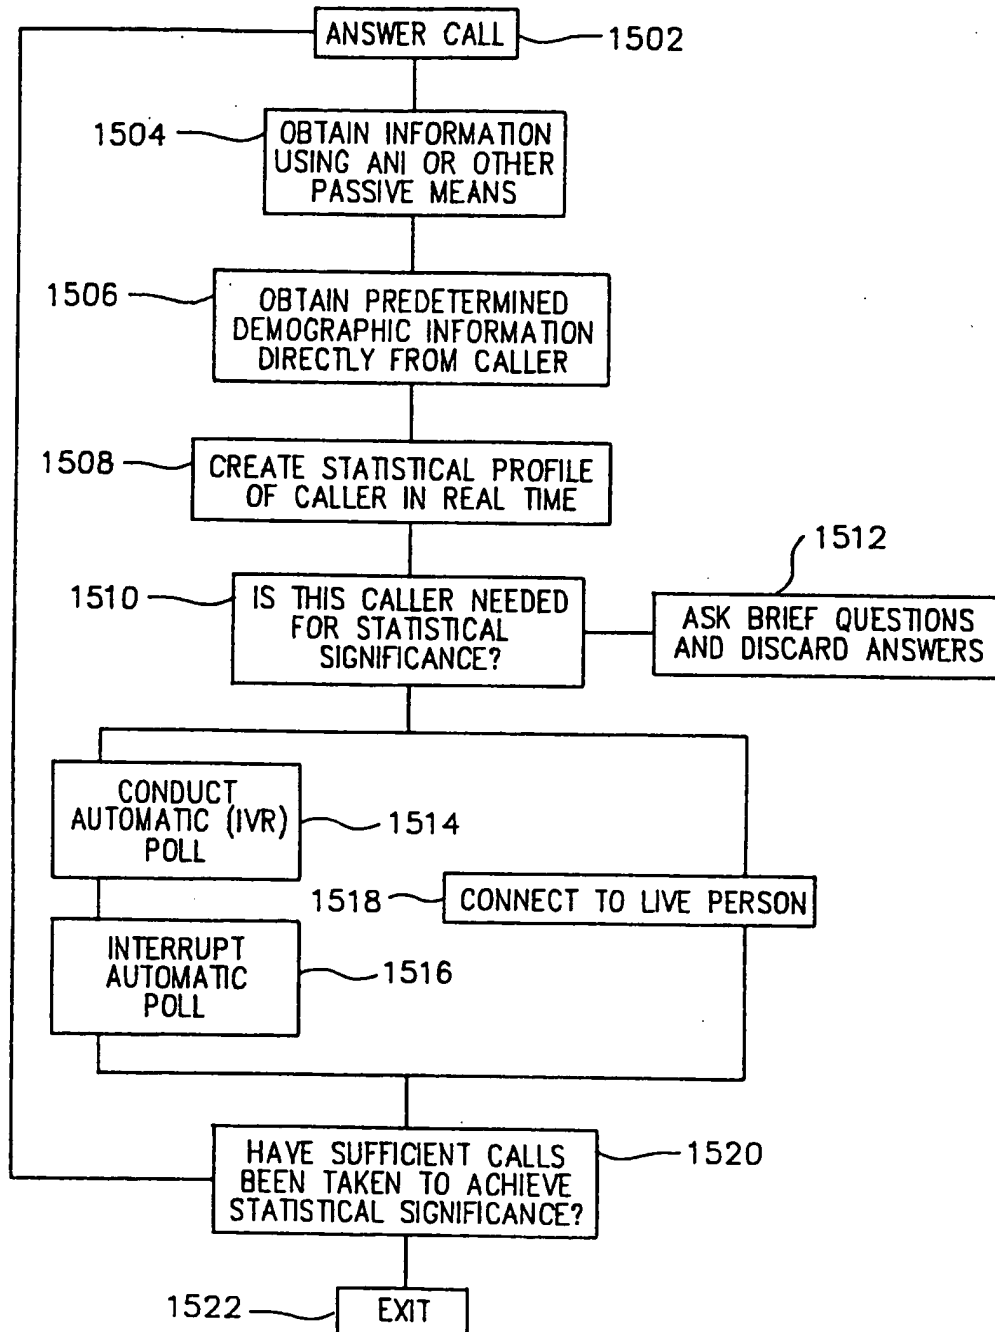 ANSWER CALL
1502
1504
OBTAIN INFORMATION
USING ANI OR OTHER
PASSIVE MEANS
1506
OBTAIN PREDETERMINED
DEMOGRAPHIC INFORMATION
DIRECTLY FROM CALLER
1508
CREATE STATISTICAL PROFILE
OF CALLER IN REAL TIME
1510
IS THIS CALLER NEEDED
FOR STATISTICAL
SIGNIFICANCE?
1512
ASK BRIEF QUESTIONS
AND DISCARD ANSWERS
CONDUCT
AUTOMATIC (IVR)
POLL
1514
1518
CONNECT TO LIVE PERSON
INTERRUPT
AUTOMATIC
POLL
1516
HAVE SUFFICIENT CALLS
BEEN TAKEN TO ACHIEVE
STATISTICAL SIGNIFICANCE?
1520
1522
EXIT